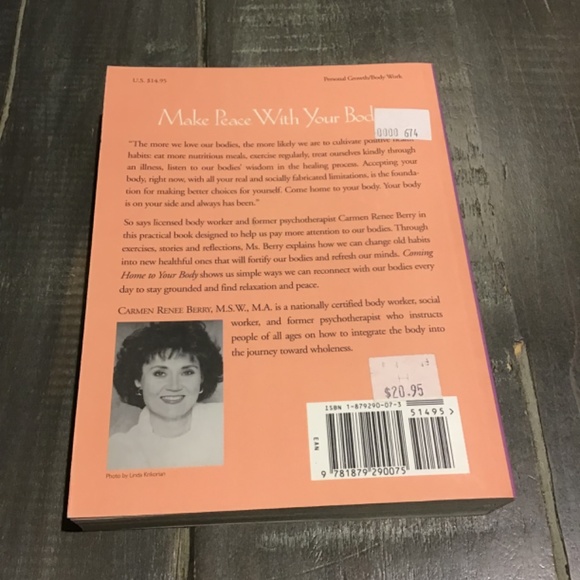 U.S. $14.95
Personal Growth/Body Work
Make Peace With Your Bod
0000 674
"The more we love our bodies, the more likely we are to cultivate positive health
habits: eat more nutritious meals, exercise regularly, treat ourselves kindly through
an illness, listen to our bodies' wisdom in the healing process. Accepting your
body, right now, with all your real and socially fabricated limitations, is the founda-
tion for making better choices for yourself. Come home to your body. Your body
is on your side and always has been."
So says licensed body worker and former psychotherapist Carmen Renee Berry in
this practical book designed to help us pay more attention to our bodies. Through
exercises, stories and reflections, Ms. Berry explains how we can change old habits
into new healthful ones that will fortify our bodies and refresh our minds. Coming
Home to Your Body shows us simple ways we can reconnect with our bodies every
day to stay grounded and find relaxation and peace.
CARMEN RENEE BERRY, M.S.W., M.A. is a nationally certified body worker, social
worker, and former psychotherapist who instructs
people of all ages on how to integrate the body into
the journey toward wholeness.
$20.95
ISBN 1-879290-07-3
51495>
EAN
9 781879 290075
Photo by Linda